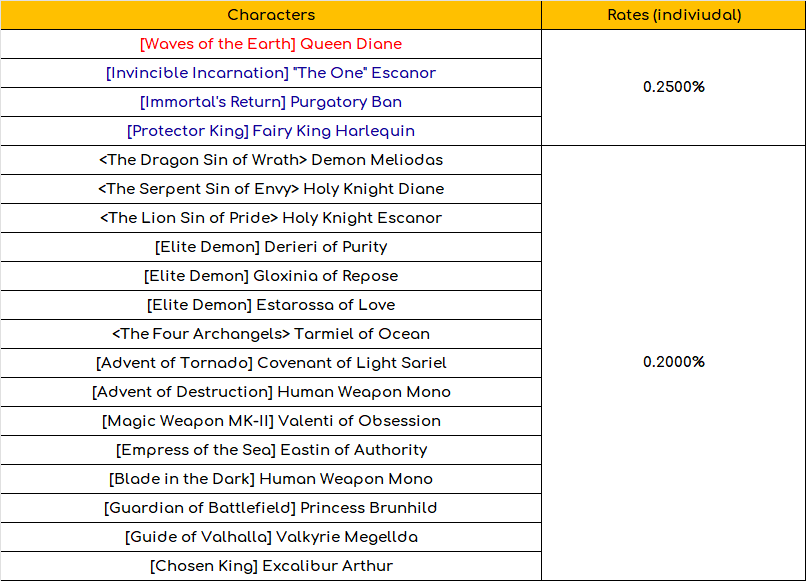 Characters Rates (indiviudal)
[Waves of the Earth] Queen Diane
[Invincible Incarnation] "The One" Escanor
[Immortal's Return] Purgatory Ban
[Protector King] Fairy King Harlequin
0.2500%
<The Dragon Sin of Wrath> Demon Meliodas
<The Serpent Sin of Envy> Holy Knight Diane
<The Lion Sin of Pride> Holy Knight Escanor
[Elite Demon] Derieri of Purity
[Elite Demon] Gloxinia of Repose
[Elite Demon] Estarossa of Love
<The Four Archangels> Tarmiel of Ocean
[Advent of Tornado] Covenant of Light Sariel
[Advent of Destruction] Human Weapon Mono
[Magic Weapon MK-II] Valenti of Obsession
[Empress of the Sea] Eastin of Authority
[Blade in the Dark] Human Weapon Mono
[Guardian of Battlefield] Princess Brunhild
[Guide of Valhalla] Valkyrie Megellda
[Chosen King] Excalibur Arthur
0.2000%